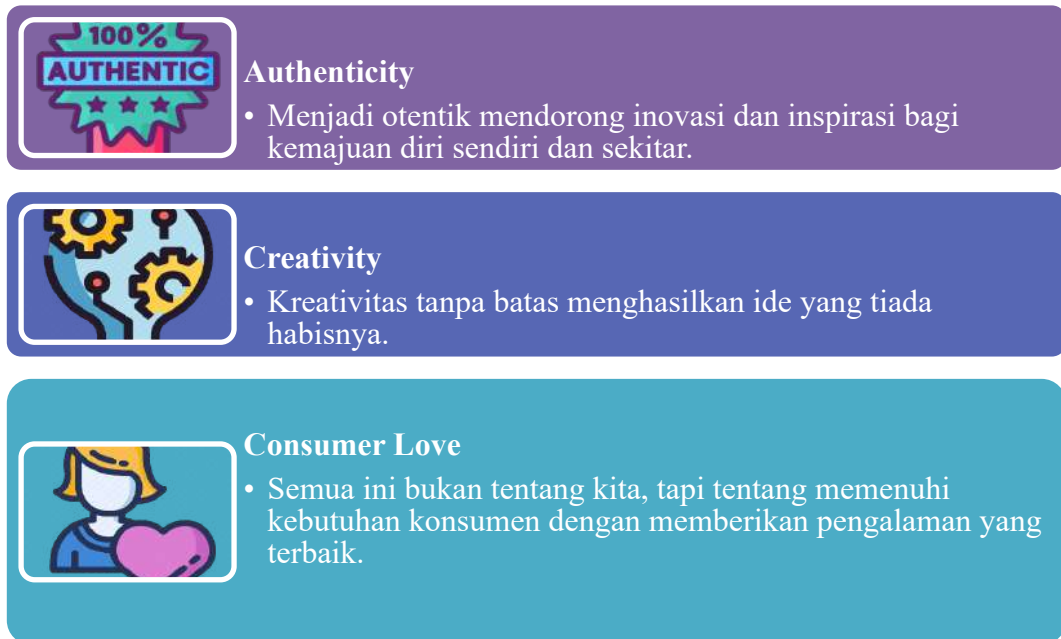 100%
AUTHENTIC
Authenticity
• Menjadi otentik mendorong inovasi dan inspirasi bagi
kemajuan diri sendiri dan sekitar.
Creativity
• Kreativitas tanpa batas menghasilkan ide yang tiada
habisnya.
Consumer Love
• Semua ini bukan tentang kita, tapi tentang memenuhi
kebutuhan konsumen dengan memberikan pengalaman yang
terbaik.